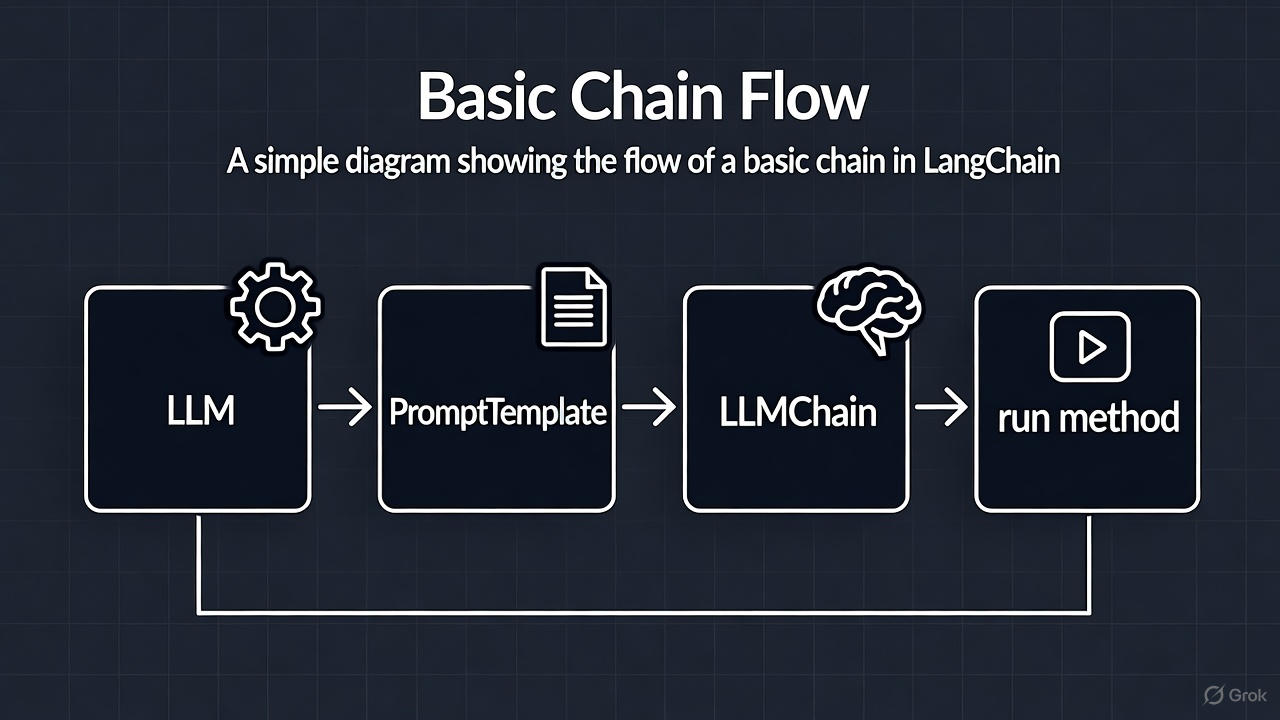 Basic Chain Flow
A simple diagram showing the flow of a basic chain in LangChain
LLM
PromptTemplate
LLMChain
run method
Grok